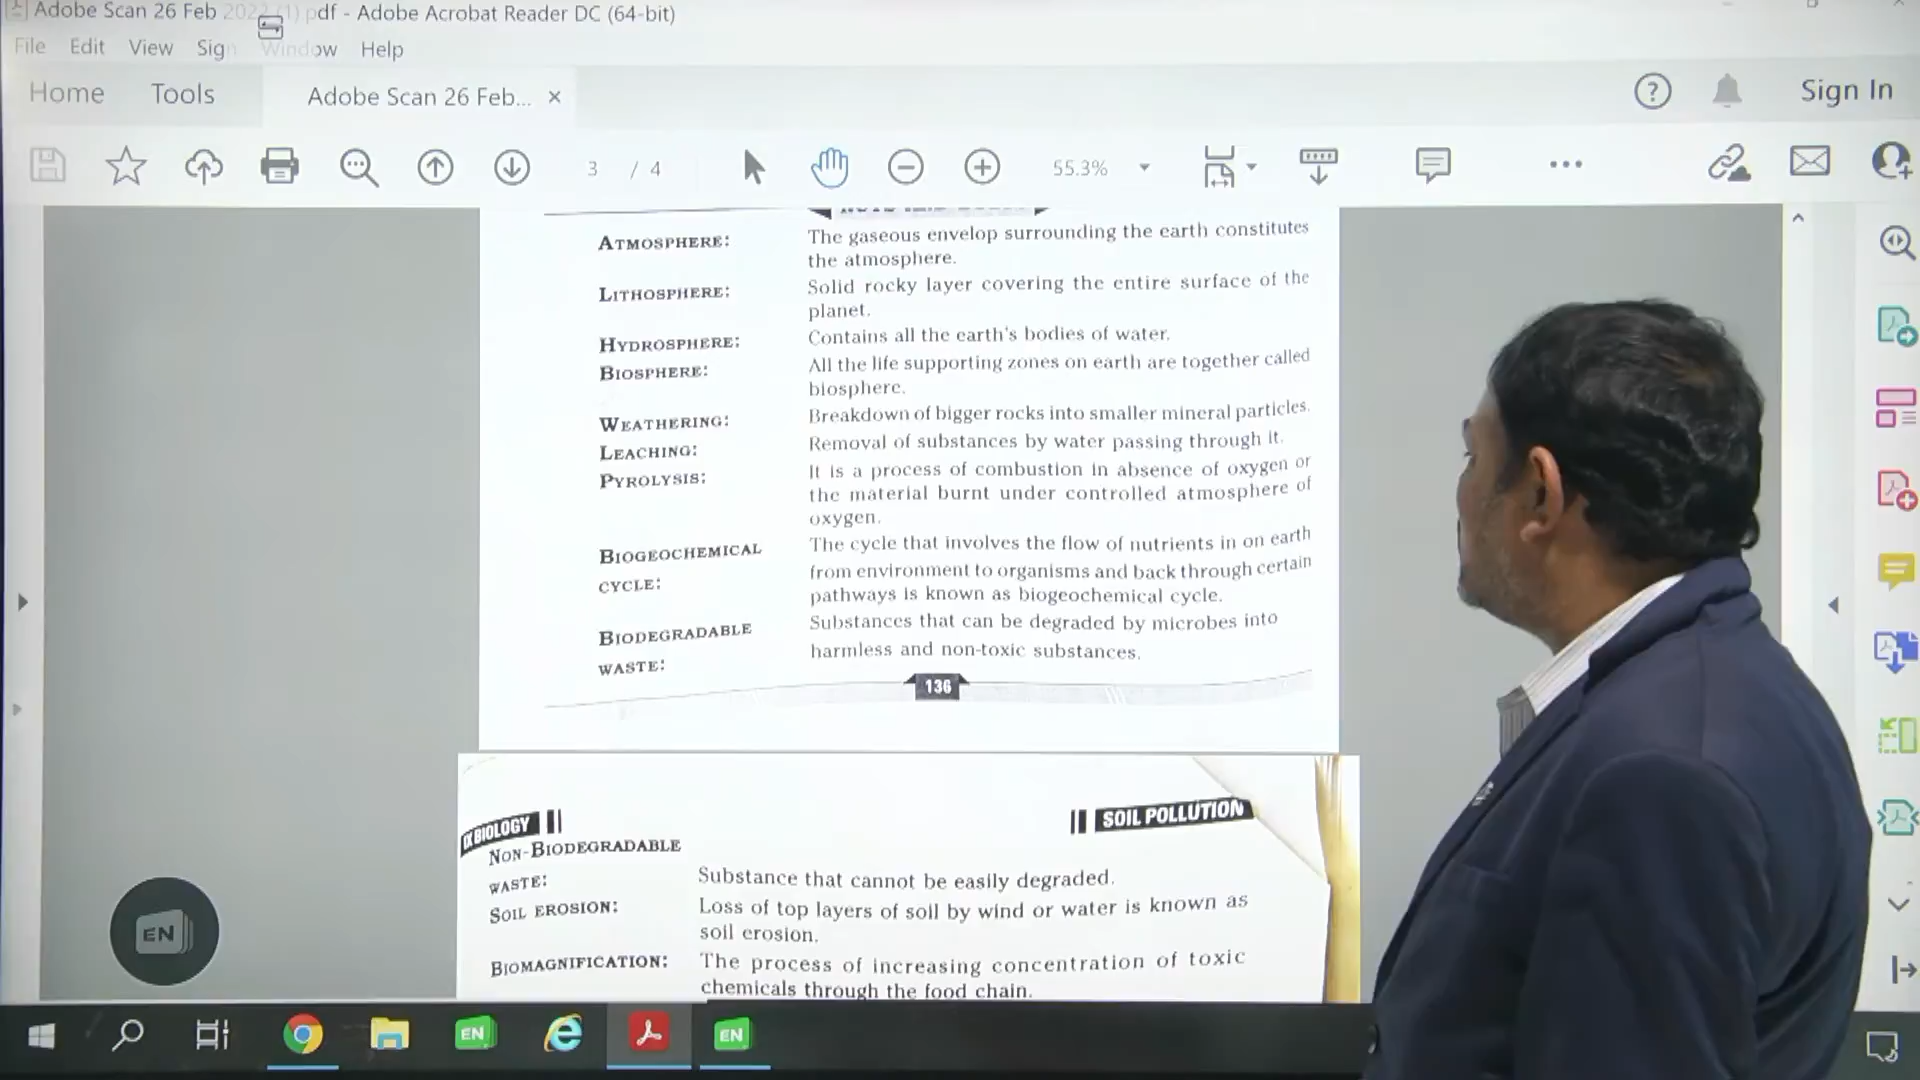 Adobe Scan 26 Feb 2022 (1).pdf - Adobe Acrobat Reader DC (64-bit)
File Edit View Sign Window Help
Home Tools Adobe Scan 26 Feb... × Sign In
3 / 4 55.3%
ATMOSPHERE: The gaseous envelop surrounding the earth constitutes
the atmosphere.
LITHOSPHERE: Solid rocky layer covering the entire surface of the
planet.
HYDROSPHERE: Contains all the earth's bodies of water.
BIOSPHERE: All the life supporting zones on earth are together called
biosphere.
WEATHERING: Breakdown of bigger rocks into smaller mineral particles.
LEACHING: Removal of substances by water passing through it.
PYROLYSIS: It is a process of combustion in absence of oxygen or
the material burnt under controlled atmosphere of
oxygen.
BIOGEOCHEMICAL The cycle that involves the flow of nutrients in on earth
CYCLE: from environment to organisms and back through certain
pathways is known as biogeochemical cycle.
BIODEGRADABLE Substances that can be degraded by microbes into
WASTE: harmless and non-toxic substances.
136
IX BIOLOGY SOIL POLLUTION
NON-BIODEGRADABLE
WASTE: Substance that cannot be easily degraded.
SOIL EROSION: Loss of top layers of soil by wind or water is known as
soil erosion.
BIOMAGNIFICATION: The process of increasing concentration of toxic
chemicals through the food chain.
EN
EN EN